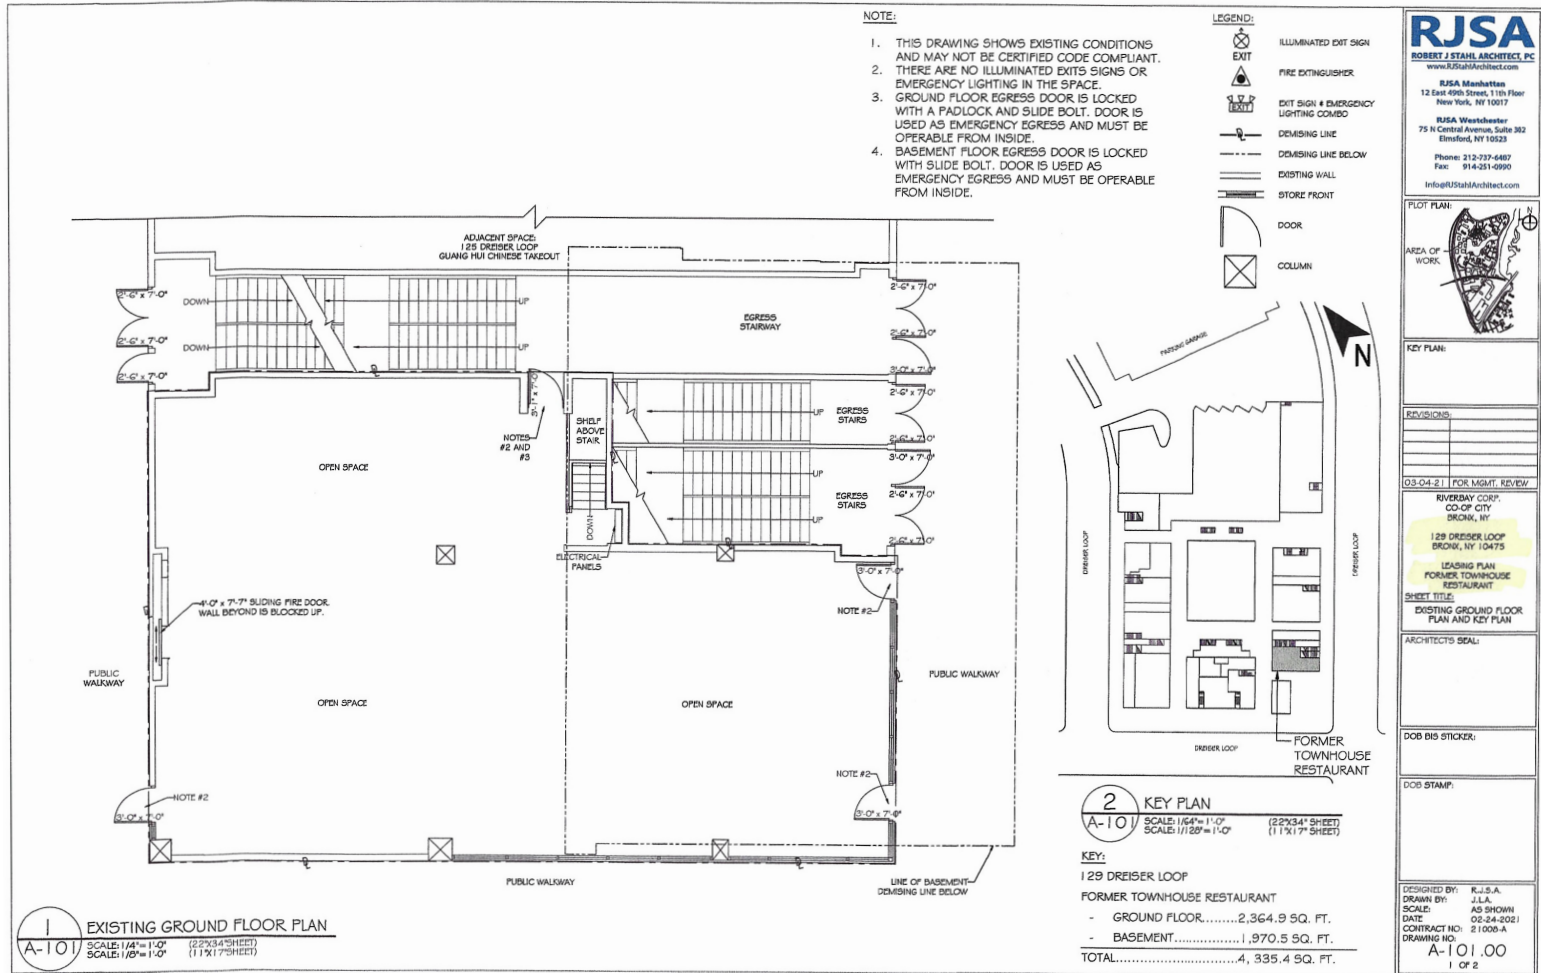 NOTE:
1. THIS DRAWING SHOWS EXISTING CONDITIONS
AND MAY NOT BE CERTIFIED CODE COMPLIANT.
2. THERE ARE NO ILLUMINATED EXITS SIGNS OR
EMERGENCY LIGHTING IN THE SPACE.
3. GROUND FLOOR EGRESS DOOR IS LOCKED
WITH A PADLOCK AND SLIDE BOLT. DOOR IS
USED AS EMERGENCY EGRESS AND MUST BE
OPERABLE FROM INSIDE.
4. BASEMENT FLOOR EGRESS DOOR IS LOCKED
WITH SLIDE BOLT. DOOR IS USED AS
EMERGENCY EGRESS AND MUST BE OPERABLE
FROM INSIDE.
LEGEND:
EXIT
ILLUMINATED EXIT SIGN
FIRE EXTINGUISHER
EXIT
EXIT SIGN & EMERGENCY
LIGHTING COMBO
DEMISING LINE
DEMISING LINE BELOW
EXISTING WALL
STORE FRONT
DOOR
COLUMN
ADJACENT SPACE:
125 DREISER LOOP
GUANG HUI CHINESE TAKEOUT
2'-6" x 7'-0"
2'-6" x 7'-0"
2'-6" x 7'-0"
DOWN
DOWN
UP
UP
EGRESS
STAIRWAY
2'-6" x 7'-0"
2'-6" x 7'-0"
3'-0" x 7'-0"
2'-6" x 7'-0"
2'-6" x 7'-0"
3'-0" x 7'-0"
2'-6" x 7'-0"
2'-6" x 7'-0"
3'-1" x 7'-0"
NOTES
#2 AND
#3
SHELF
ABOVE
STAIR
UP
EGRESS
STAIRS
UP
EGRESS
STAIRS
UP
DOWN
ELECTRICAL
PANELS
OPEN SPACE
4'-0" x 7'-7" SLIDING FIRE DOOR.
WALL BEYOND IS BLOCKED UP.
3'-0" x 7'-0"
NOTE #2
PUBLIC
WALKWAY
OPEN SPACE
OPEN SPACE
PUBLIC WALKWAY
NOTE #2
3'-0" x 7'-0"
NOTE #2
3'-0" x 7'-0"
PUBLIC WALKWAY
LINE OF BASEMENT
DEMISING LINE BELOW
1
A-101
EXISTING GROUND FLOOR PLAN
SCALE: 1/4"= 1'-0" (22"X34"SHEET)
SCALE: 1/8"= 1'-0" (11"X17"SHEET)
PARKING GARAGE
N
DREISER LOOP
DREISER LOOP
DREISER LOOP
FORMER
TOWNHOUSE
RESTAURANT
2
A-101
KEY PLAN
SCALE: 1/64"= 1'-0" (22"X34" SHEET)
SCALE: 1/128"= 1'-0" (11"X17" SHEET)
KEY:
129 DREISER LOOP
FORMER TOWNHOUSE RESTAURANT
- GROUND FLOOR.........2,364.9 SQ. FT.
- BASEMENT.................1,970.5 SQ. FT.
TOTAL................................4, 335.4 SQ. FT.
RJSA
ROBERT J STAHL ARCHITECT, PC
www.RJStahlArchitect.com
RJSA Manhattan
12 East 49th Street, 11th Floor
New York, NY 10017
RJSA Westchester
75 N Central Avenue, Suite 302
Elmsford, NY 10523
Phone: 212-737-6487
Fax: 914-251-0990
Info@RJStahlArchitect.com
PLOT PLAN:
N
AREA OF
WORK
KEY PLAN:
REVISIONS:
03-04-21 FOR MGMT. REVIEW
RIVERBAY CORP.
CO-OP CITY
BRONX, NY
129 DREISER LOOP
BRONX, NY 10475
LEASING PLAN
FORMER TOWNHOUSE
RESTAURANT
SHEET TITLE:
EXISTING GROUND FLOOR
PLAN AND KEY PLAN
ARCHITECT'S SEAL:
DOB BIS STICKER:
DOB STAMP:
DESIGNED BY: R.J.S.A.
DRAWN BY: J.L.A.
SCALE: AS SHOWN
DATE 02-24-2021
CONTRACT NO: 21008-A
DRAWING NO:
A-101.00
1 OF 2